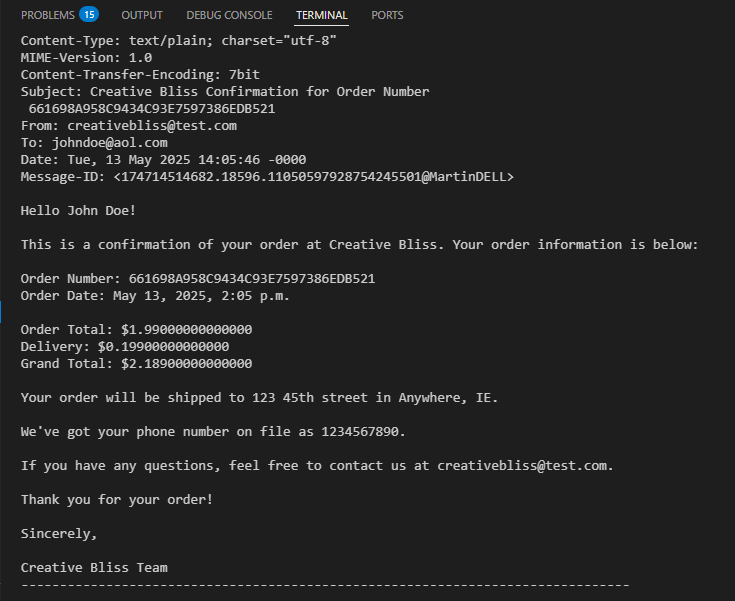 PROBLEMS 15 OUTPUT DEBUG CONSOLE TERMINAL PORTS
Content-Type: text/plain; charset="utf-8"
MIME-Version: 1.0
Content-Transfer-Encoding: 7bit
Subject: Creative Bliss Confirmation for Order Number
 661698A958C9434C93E7597386EDB521
From: creativebliss@test.com
To: johndoe@aol.com
Date: Tue, 13 May 2025 14:05:46 -0000
Message-ID: <174714514682.18596.11050597928754245501@MartinDELL>
Hello John Doe!
This is a confirmation of your order at Creative Bliss. Your order information is below:
Order Number: 661698A958C9434C93E7597386EDB521
Order Date: May 13, 2025, 2:05 p.m.
Order Total: $1.99000000000000
Delivery: $0.19900000000000
Grand Total: $2.18900000000000
Your order will be shipped to 123 45th street in Anywhere, IE.
We've got your phone number on file as 1234567890.
If you have any questions, feel free to contact us at creativebliss@test.com.
Thank you for your order!
Sincerely,
Creative Bliss Team
-------------------------------------------------------------------------------